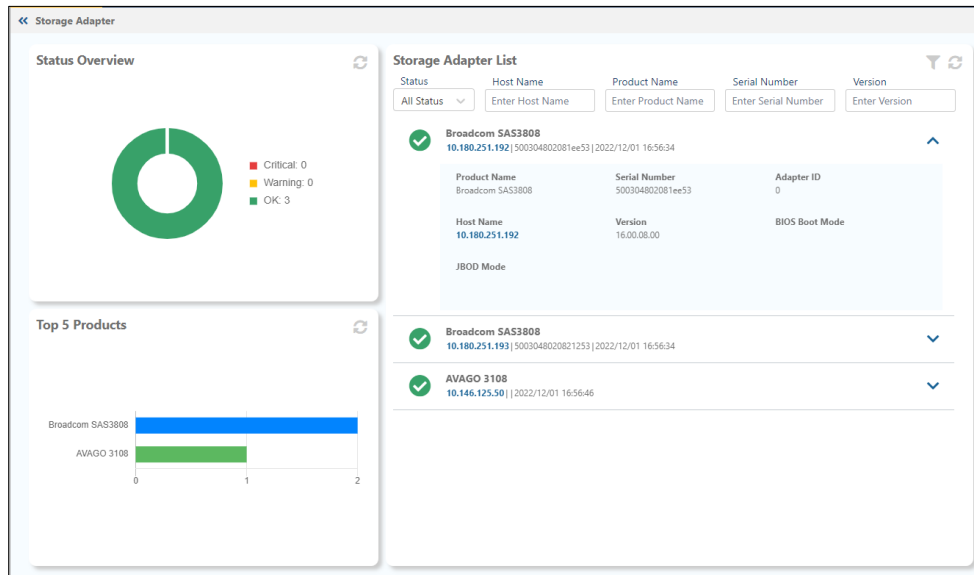 Storage Adapter
Status Overview
Critical: 0
Warning: 0
OK: 3
Top 5 Products
Broadcom SAS3808
AVAGO 3108
0 1 2
Storage Adapter List
Status Host Name Product Name Serial Number Version
All Status Enter Host Name Enter Product Name Enter Serial Number Enter Version
Broadcom SAS3808
10.180.251.192|500304802081ee53|2022/12/01 16:56:34
Product Name Serial Number Adapter ID
Broadcom SAS3808 500304802081ee53 0
Host Name Version BIOS Boot Mode
10.180.251.192 16.00.08.00
JBOD Mode
Broadcom SAS3808
10.180.251.193|5003048020821253|2022/12/01 16:56:34
AVAGO 3108
10.146.125.50||2022/12/01 16:56:46